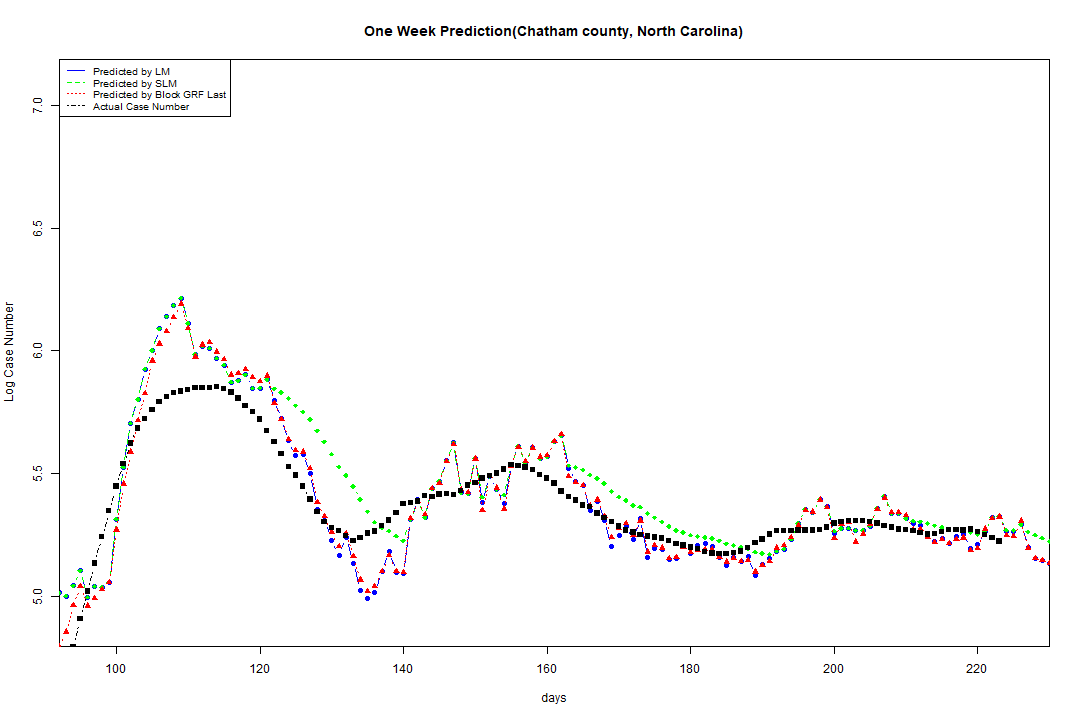 One Week Prediction(Chatham county, North Carolina)
Predicted by LM
Predicted by SLM
Predicted by Block GRF Last
Actual Case Number
7.0
6.5
6.0
5.5
5.0
Log Case Number
100 120 140 160 180 200 220
days